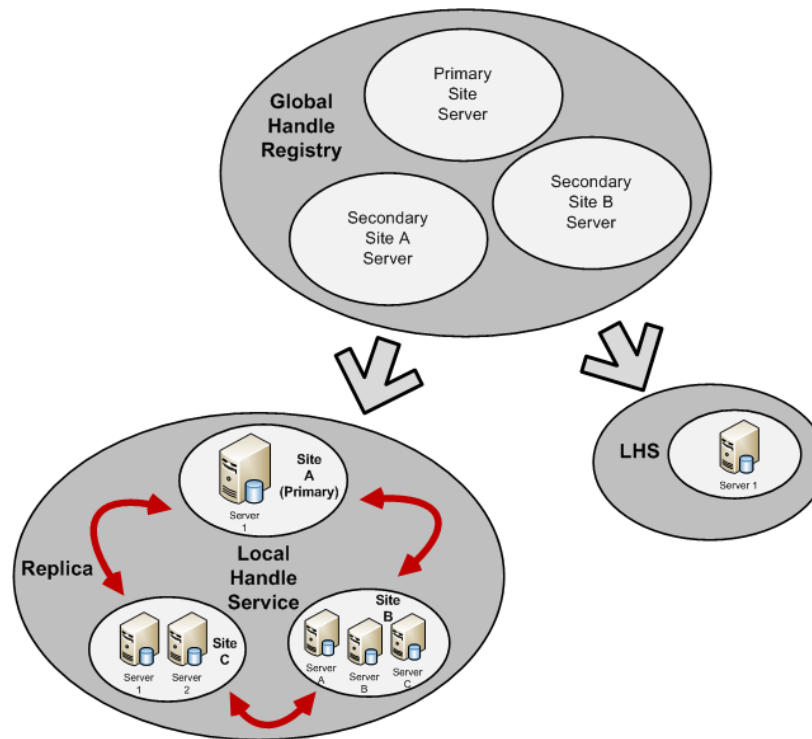 Primary
Site
Server
Global
Handle
Registry
Secondary
Site B
Server
Secondary
Site A
Server
LHS
Server 1
Site
A
(Primary)
Server
1
Replica
Local
Handle
Service
Site
B
Server
A
Server
B
Server
C
Site
C
Server
1
Server
2